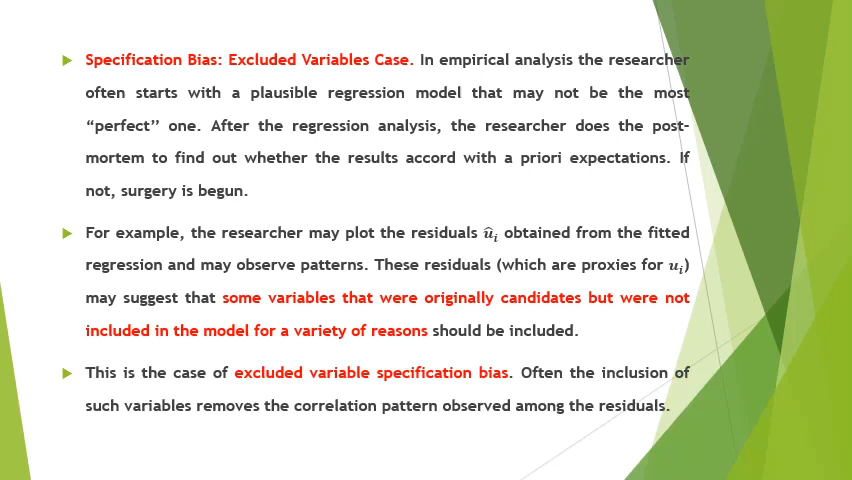 Specification Bias: Excluded Variables Case. In empirical analysis the researcher
often starts with a plausible regression model that may not be the most
“perfect” one. After the regression analysis, the researcher does the post-
mortem to find out whether the results accord with a priori expectations. If
not, surgery is begun.
For example, the researcher may plot the residuals û𝑖 obtained from the fitted
regression and may observe patterns. These residuals (which are proxies for u𝑖)
may suggest that some variables that were originally candidates but were not
included in the model for a variety of reasons should be included.
This is the case of excluded variable specification bias. Often the inclusion of
such variables removes the correlation pattern observed among the residuals.